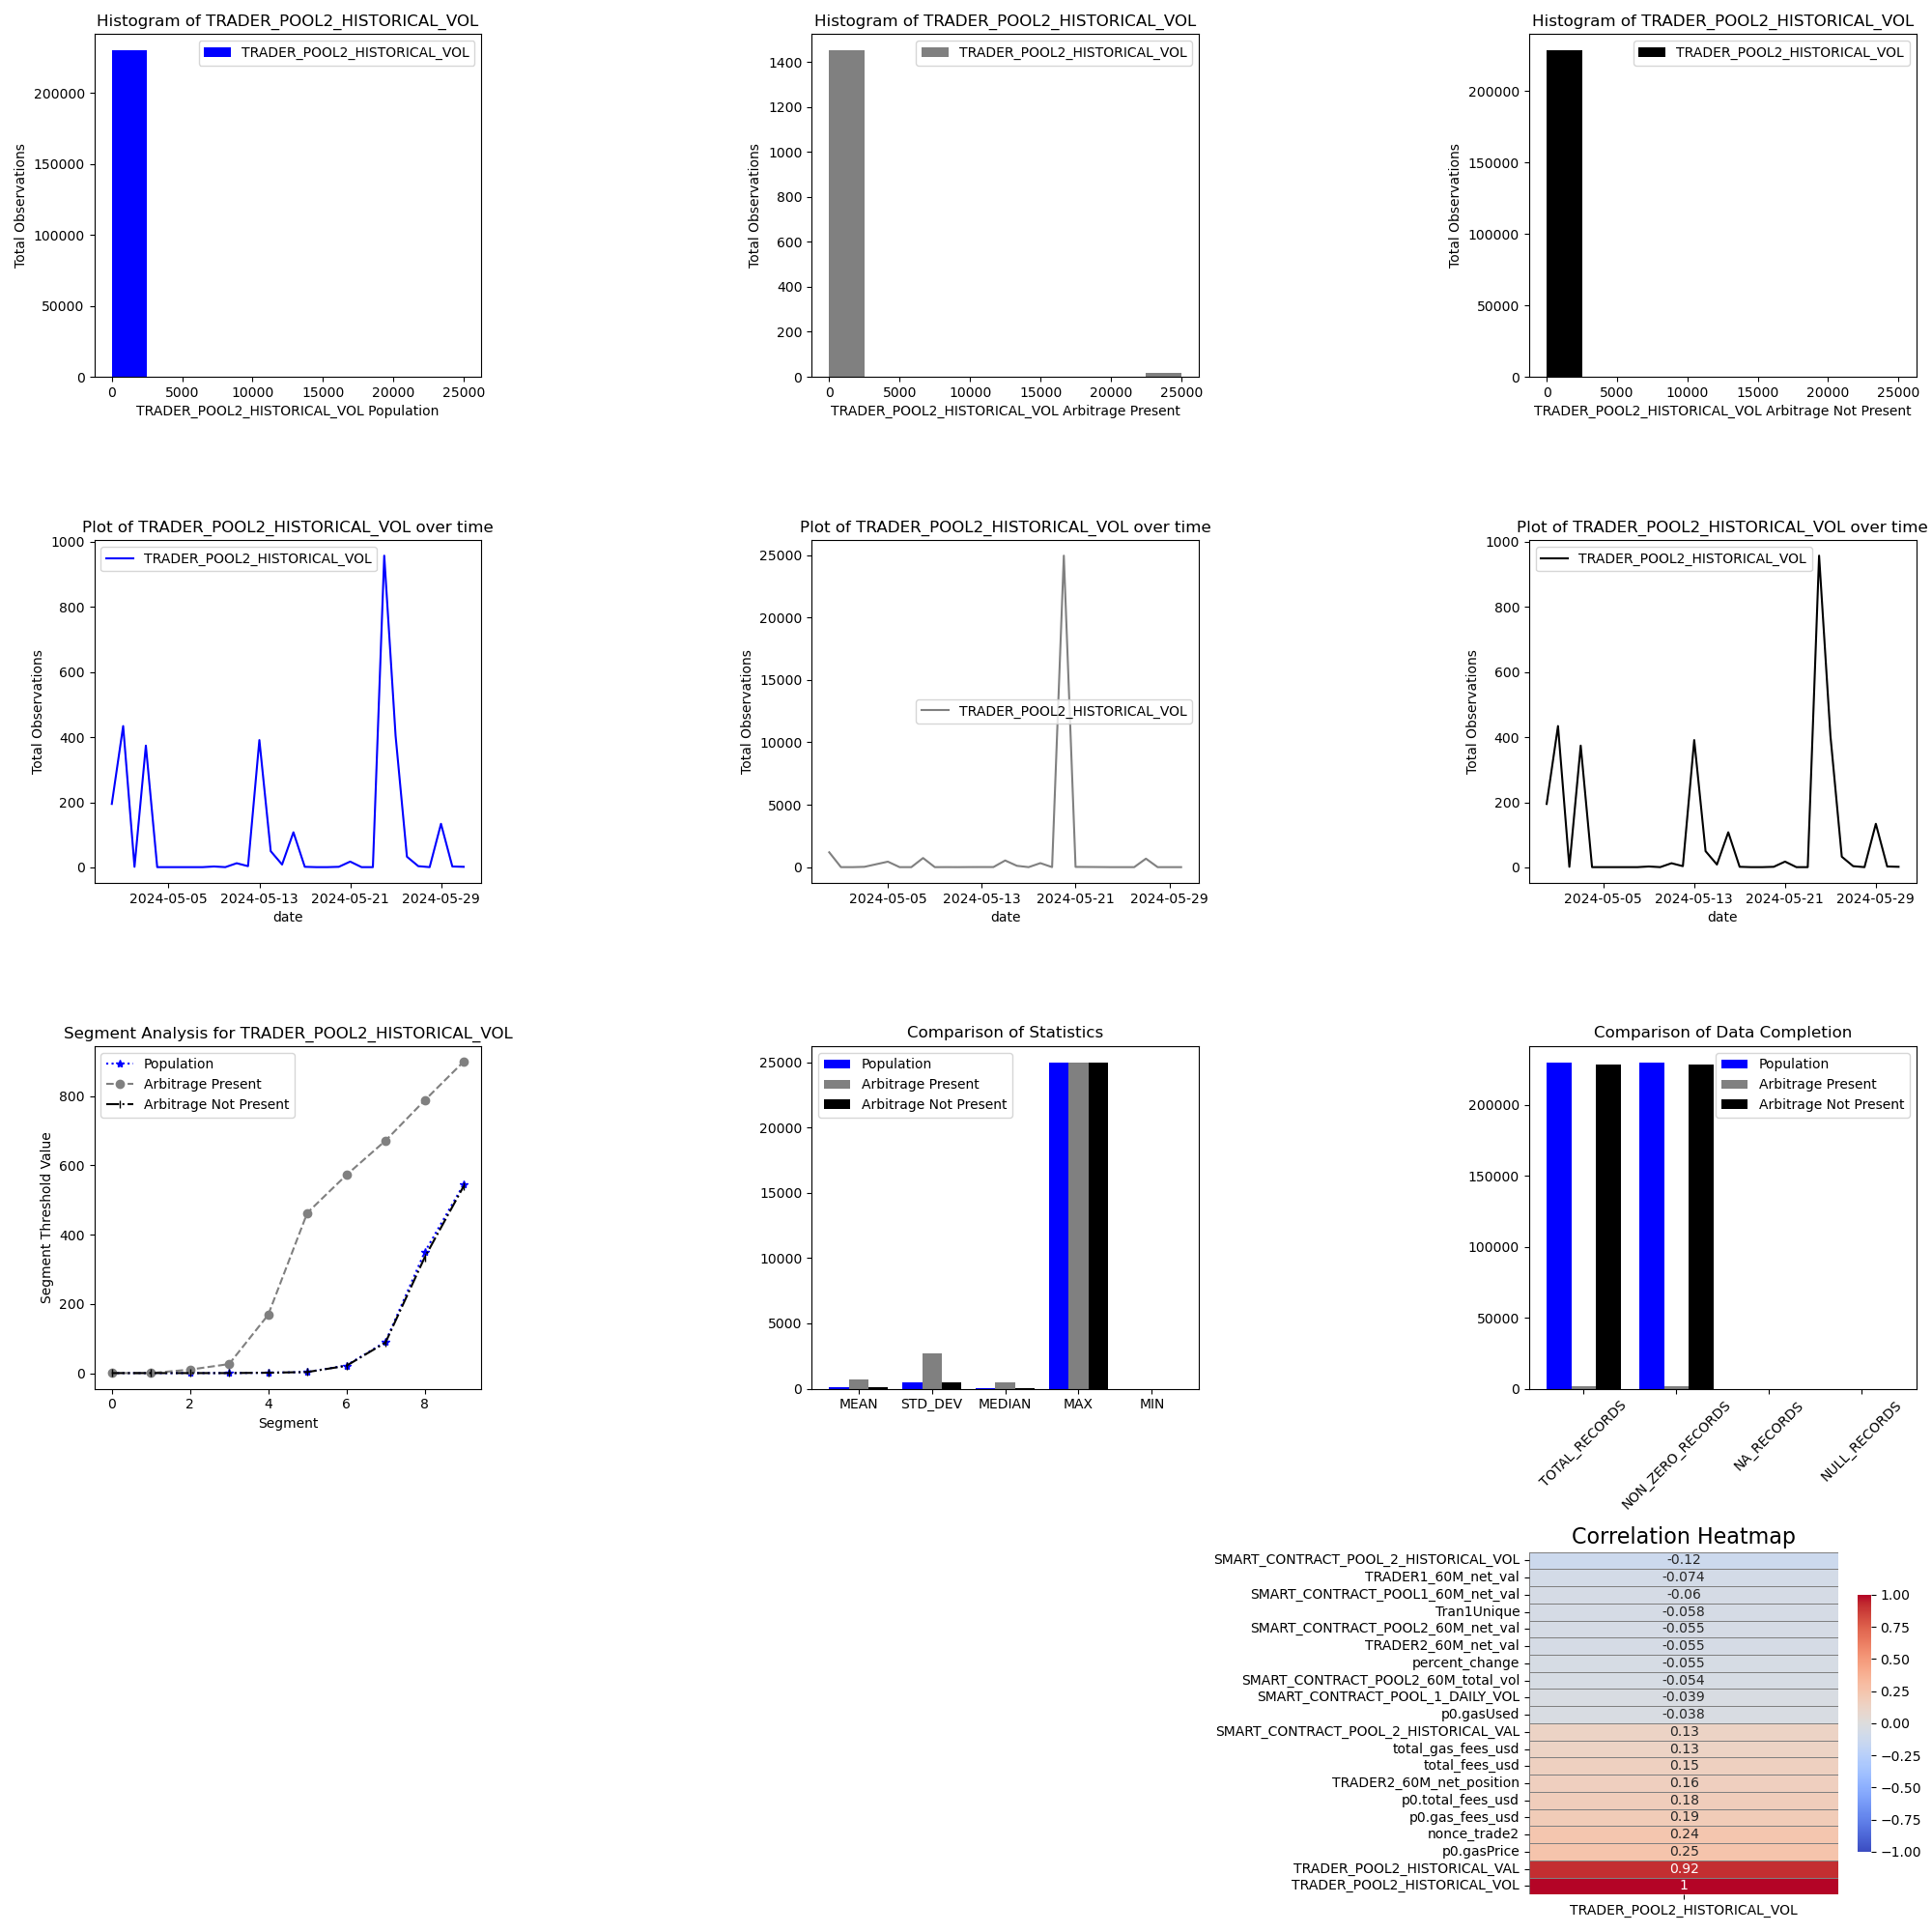 Histogram of TRADER_POOL2_HISTORICAL_VOL
TRADER_POOL2_HISTORICAL_VOL
Total Observations
200000
150000
100000
50000
0
0 5000 10000 15000 20000 25000
TRADER_POOL2_HISTORICAL_VOL Population
Histogram of TRADER_POOL2_HISTORICAL_VOL
TRADER_POOL2_HISTORICAL_VOL
Total Observations
1400
1200
1000
800
600
400
200
0
0 5000 10000 15000 20000 25000
TRADER_POOL2_HISTORICAL_VOL Arbitrage Present
Histogram of TRADER_POOL2_HISTORICAL_VOL
TRADER_POOL2_HISTORICAL_VOL
Total Observations
200000
150000
100000
50000
0
0 5000 10000 15000 20000 25000
TRADER_POOL2_HISTORICAL_VOL Arbitrage Not Present
Plot of TRADER_POOL2_HISTORICAL_VOL over time
TRADER_POOL2_HISTORICAL_VOL
Total Observations
1000
800
600
400
200
0
2024-05-05 2024-05-13 2024-05-21 2024-05-29
date
Plot of TRADER_POOL2_HISTORICAL_VOL over time
TRADER_POOL2_HISTORICAL_VOL
Total Observations
25000
20000
15000
10000
5000
0
2024-05-05 2024-05-13 2024-05-21 2024-05-29
date
Plot of TRADER_POOL2_HISTORICAL_VOL over time
TRADER_POOL2_HISTORICAL_VOL
Total Observations
1000
800
600
400
200
0
2024-05-05 2024-05-13 2024-05-21 2024-05-29
date
Segment Analysis for TRADER_POOL2_HISTORICAL_VOL
Population
Arbitrage Present
Arbitrage Not Present
Segment Threshold Value
800
600
400
200
0
0 2 4 6 8
Segment
Comparison of Statistics
Population
Arbitrage Present
Arbitrage Not Present
25000
20000
15000
10000
5000
0
MEAN STD_DEV MEDIAN MAX MIN
Comparison of Data Completion
Population
Arbitrage Present
Arbitrage Not Present
200000
150000
100000
50000
0
TOTAL_RECORDS NON_ZERO_RECORDS NA_RECORDS NULL_RECORDS
Correlation Heatmap
SMART_CONTRACT_POOL_2_HISTORICAL_VOL -0.12
TRADER1_60M_net_val -0.074
SMART_CONTRACT_POOL1_60M_net_val -0.06
Tran1Unique -0.058
SMART_CONTRACT_POOL2_60M_net_val -0.055
TRADER2_60M_net_val -0.055
percent_change -0.055
SMART_CONTRACT_POOL2_60M_total_vol -0.054
SMART_CONTRACT_POOL_1_DAILY_VOL -0.039
p0.gasUsed -0.038
SMART_CONTRACT_POOL_2_HISTORICAL_VAL 0.13
total_gas_fees_usd 0.13
total_fees_usd 0.15
TRADER2_60M_net_position 0.16
p0.total_fees_usd 0.18
p0.gas_fees_usd 0.19
nonce_trade2 0.24
p0.gasPrice 0.25
TRADER_POOL2_HISTORICAL_VAL 0.92
TRADER_POOL2_HISTORICAL_VOL 1
TRADER_POOL2_HISTORICAL_VOL
1.00
0.75
0.50
0.25
0.00
−0.25
−0.50
−0.75
−1.00